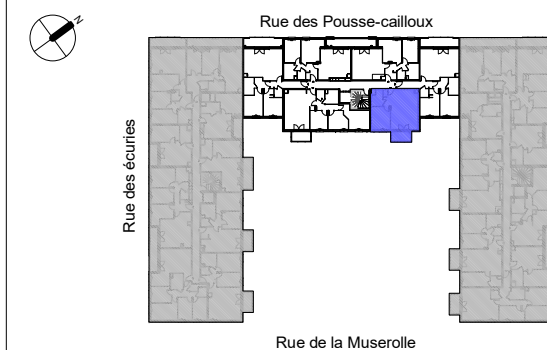 N
Rue des Pousse-cailloux
Rue des écuries
Rue de la Muserolle